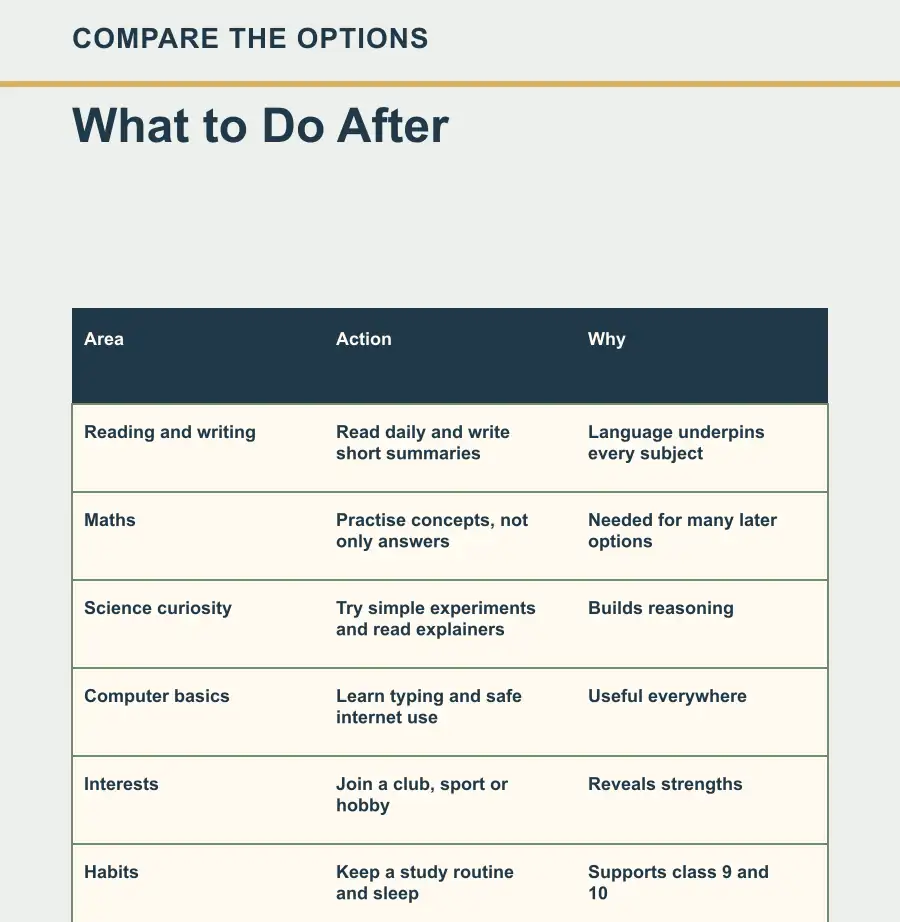 COMPARE THE OPTIONS
What to Do After
Area Action Why
Reading and writing Read daily and write Language underpins
short summaries every subject
Maths Practise concepts, not Needed for many later
only answers options
Science curiosity Try simple experiments Builds reasoning
and read explainers
Computer basics Learn typing and safe Useful everywhere
internet use
Interests Join a club, sport or Reveals strengths
hobby
Habits Keep a study routine Supports class 9 and
and sleep 10